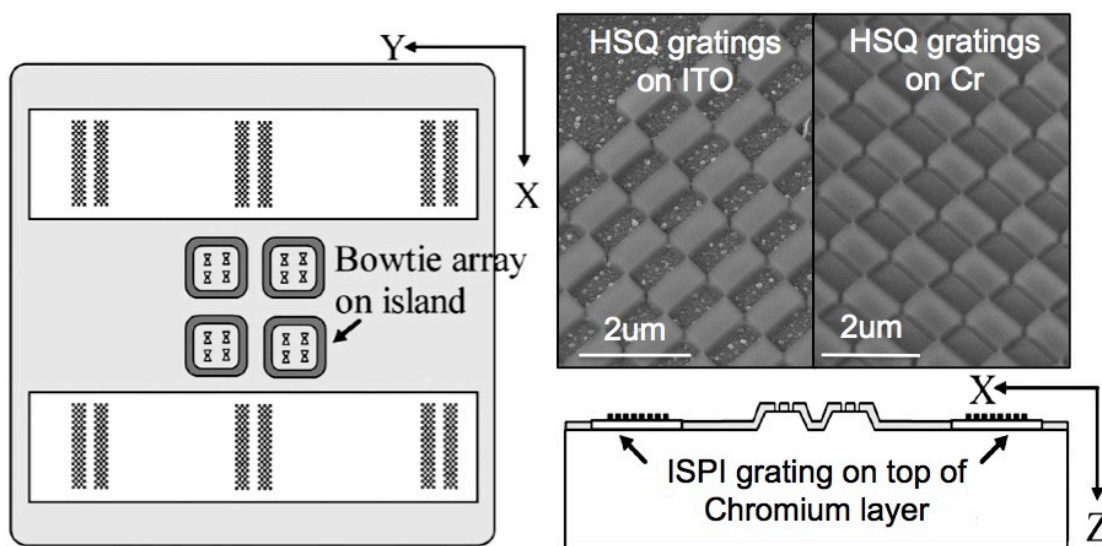 Y
X
Bowtie array
on island
HSQ gratings
on ITO
2um
HSQ gratings
on Cr
2um
X
Z
ISPI grating on top of
Chromium layer